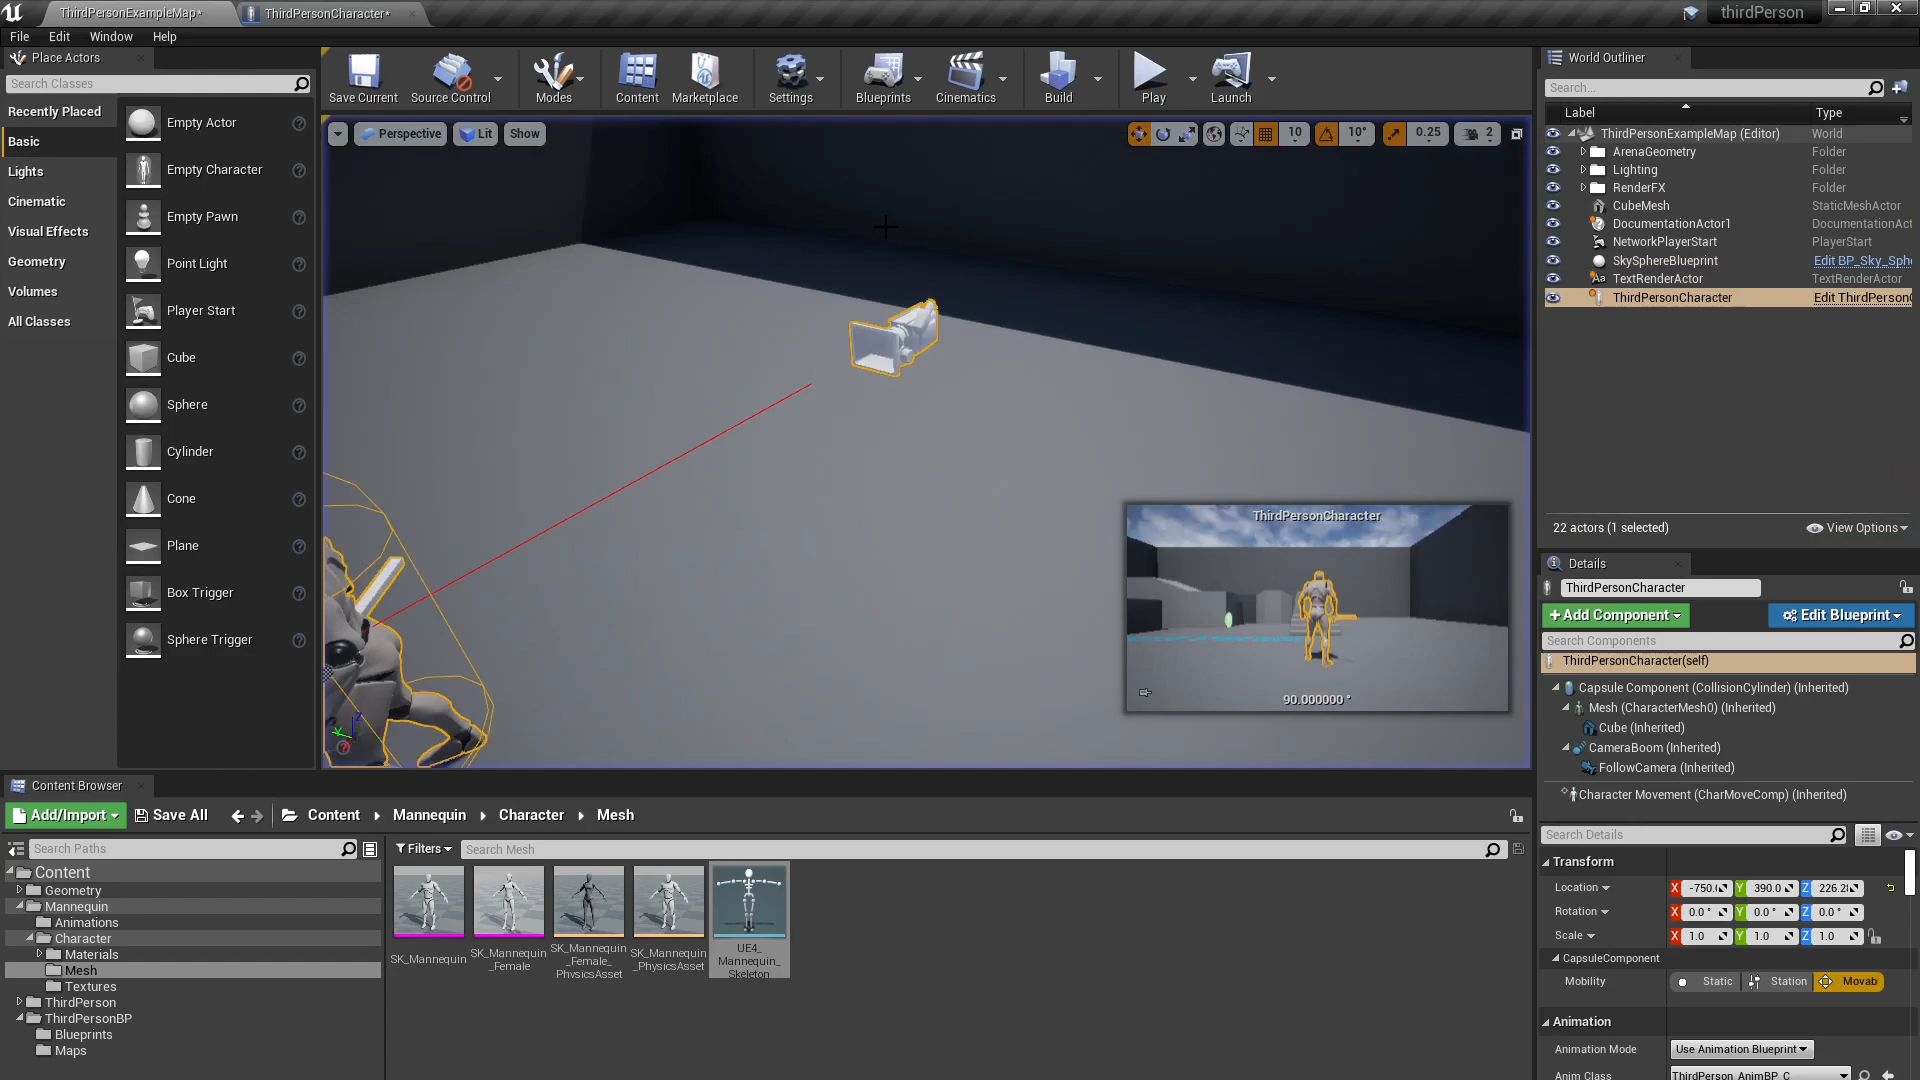 ThirdPersonExampleMap*
ThirdPersonCharacter*
thirdPerson
File
Edit
Window
Help
Place Actors
Search Classes
Recently Placed
Basic
Lights
Cinematic
Visual Effects
Geometry
Volumes
All Classes
Empty Actor
Empty Character
Empty Pawn
Point Light
Player Start
Cube
Sphere
Cylinder
Cone
Plane
Box Trigger
Sphere Trigger
Save Current
Source Control
Modes
Content
Marketplace
Settings
Blueprints
Cinematics
Build
Play
Launch
Perspective
Lit
Show
10
10°
0.25
2
ThirdPersonCharacter
90.000000 °
World Outliner
Search...
Label
Type
ThirdPersonExampleMap (Editor)
World
ArenaGeometry
Folder
Lighting
Folder
RenderFX
Folder
CubeMesh
StaticMeshActor
DocumentationActor1
DocumentationAct
NetworkPlayerStart
PlayerStart
SkySphereBlueprint
Edit BP_Sky_Sph
TextRenderActor
TextRenderActor
ThirdPersonCharacter
Edit ThirdPerson
22 actors (1 selected)
View Options
Details
ThirdPersonCharacter
+Add Component
Edit Blueprint
Search Components
ThirdPersonCharacter(self)
Capsule Component (CollisionCylinder) (Inherited)
Mesh (CharacterMesh0) (Inherited)
Cube (Inherited)
CameraBoom (Inherited)
FollowCamera (Inherited)
Character Movement (CharMoveComp) (Inherited)
Search Details
Transform
Location
X -750.
Y 390.0
Z 226.2
Rotation
X 0.0 °
Y 0.0 °
Z 0.0 °
Scale
X 1.0
Y 1.0
Z 1.0
CapsuleComponent
Mobility
Static
Station
Movab
Animation
Animation Mode
Use Animation Blueprint
Anim Class
ThirdPerson_AnimBP_C
Content Browser
Add/Import
Save All
Content
Mannequin
Character
Mesh
Search Paths
Filters
Search Mesh
Content
Geometry
Mannequin
Animations
Character
Materials
Mesh
Textures
ThirdPerson
ThirdPersonBP
Blueprints
Maps
SK_Mannequin
SK_Mannequin
_Female
SK_Mannequin
_Female_
PhysicsAsset
SK_Mannequin
_PhysicsAsset
UE4_
Mannequin_
Skeleton